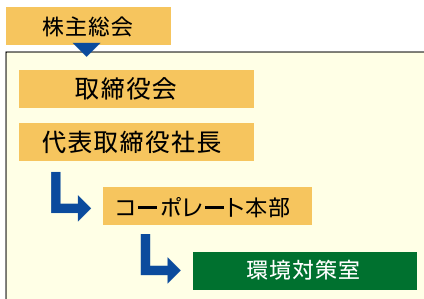 株主総会
取締役会
代表取締役社長
コーポレート本部
環境対策室